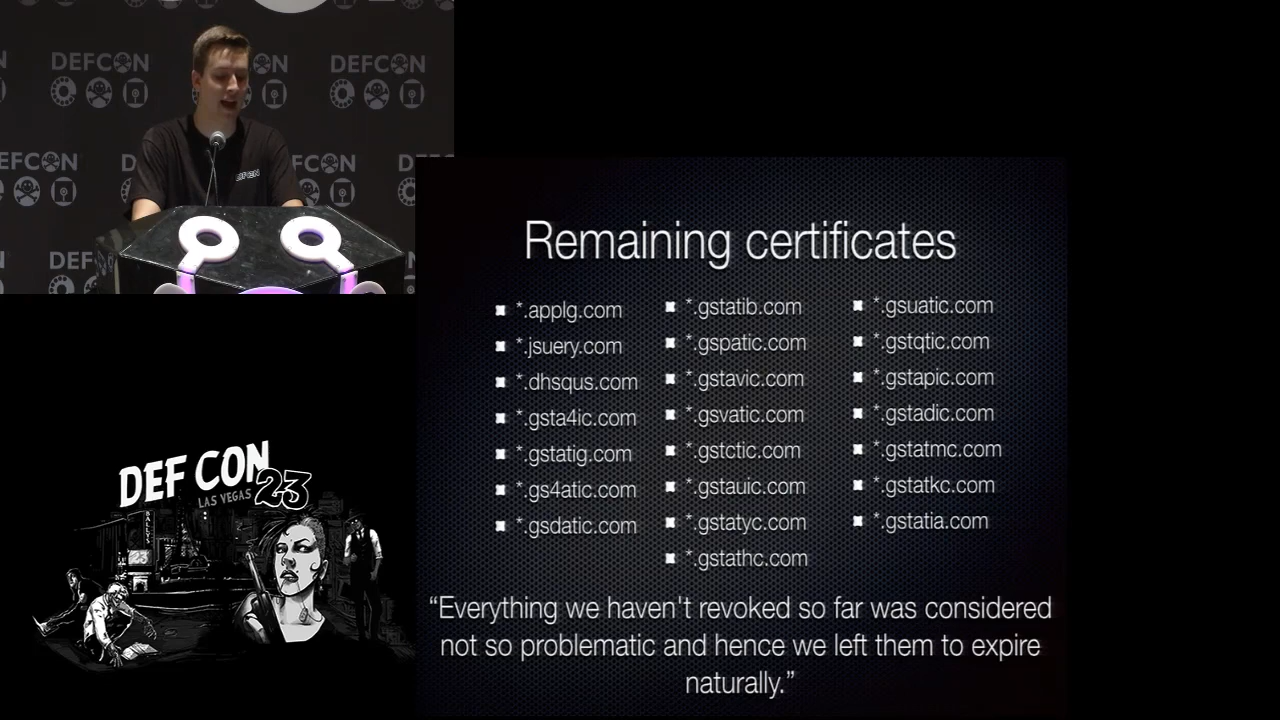 DEFCON
DEFCON
DEFCON
DEFCON
Remaining certificates
*.applg.com
*.jsuery.com
*.dhsqus.com
*.gsta4ic.com
*.gstatig.com
*.gs4atic.com
*.gsdatic.com
*.gstatib.com
*.gspatic.com
*.gstavic.com
*.gsvatic.com
*.gstctic.com
*.gstauic.com
*.gstatyc.com
*.gstathc.com
*.gsuatic.com
*.gstqtic.com
*.gstapic.com
*.gstadic.com
*.gstatmc.com
*.gstatkc.com
*.gstatia.com
“Everything we haven't revoked so far was considered
not so problematic and hence we left them to expire
naturally.”
DEF CON
LAS VEGAS 23